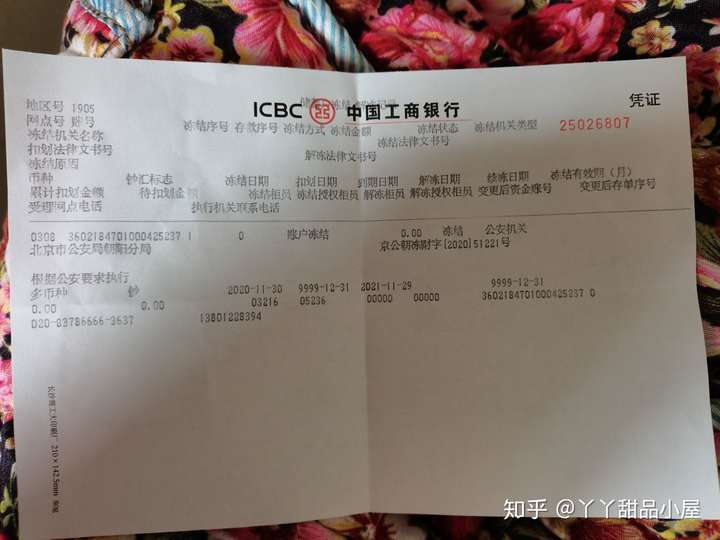 ICBC 中国工商银行
凭证
地区号 1905
网点号 账号 冻结序号 存款序号 冻结方式 冻结金额 冻结状态 冻结机关类型 25026807
冻结机关名称 冻结法律文书号
扣划法律文书号 解冻法律文书号
冻结原因
币种 钞汇标志 冻结日期 扣划日期 到期日期 解冻日期 续冻日期 冻结有效期(月)
累计扣划金额 待扣划金额 冻结柜员 冻结授权柜员 解冻柜员 解冻授权柜员 变更后资金账号 变更后存单序号
受理网点电话 执行机关联系电话
0308 3602184701000425237 1 0 账户冻结 0.00 冻结 公安机关
北京市公安局朝阳分局 京公朝冻财字[2020]51221号
根据公安要求执行
多币种 钞 2020-11-30 9999-12-31 2021-11-29 9999-12-31
0.00 0.00 03216 05236 00000 00000 3602184701000425237 0
020-83786666-3637 13801228394
210×142.5mm
知乎 @丫丫甜品小屋